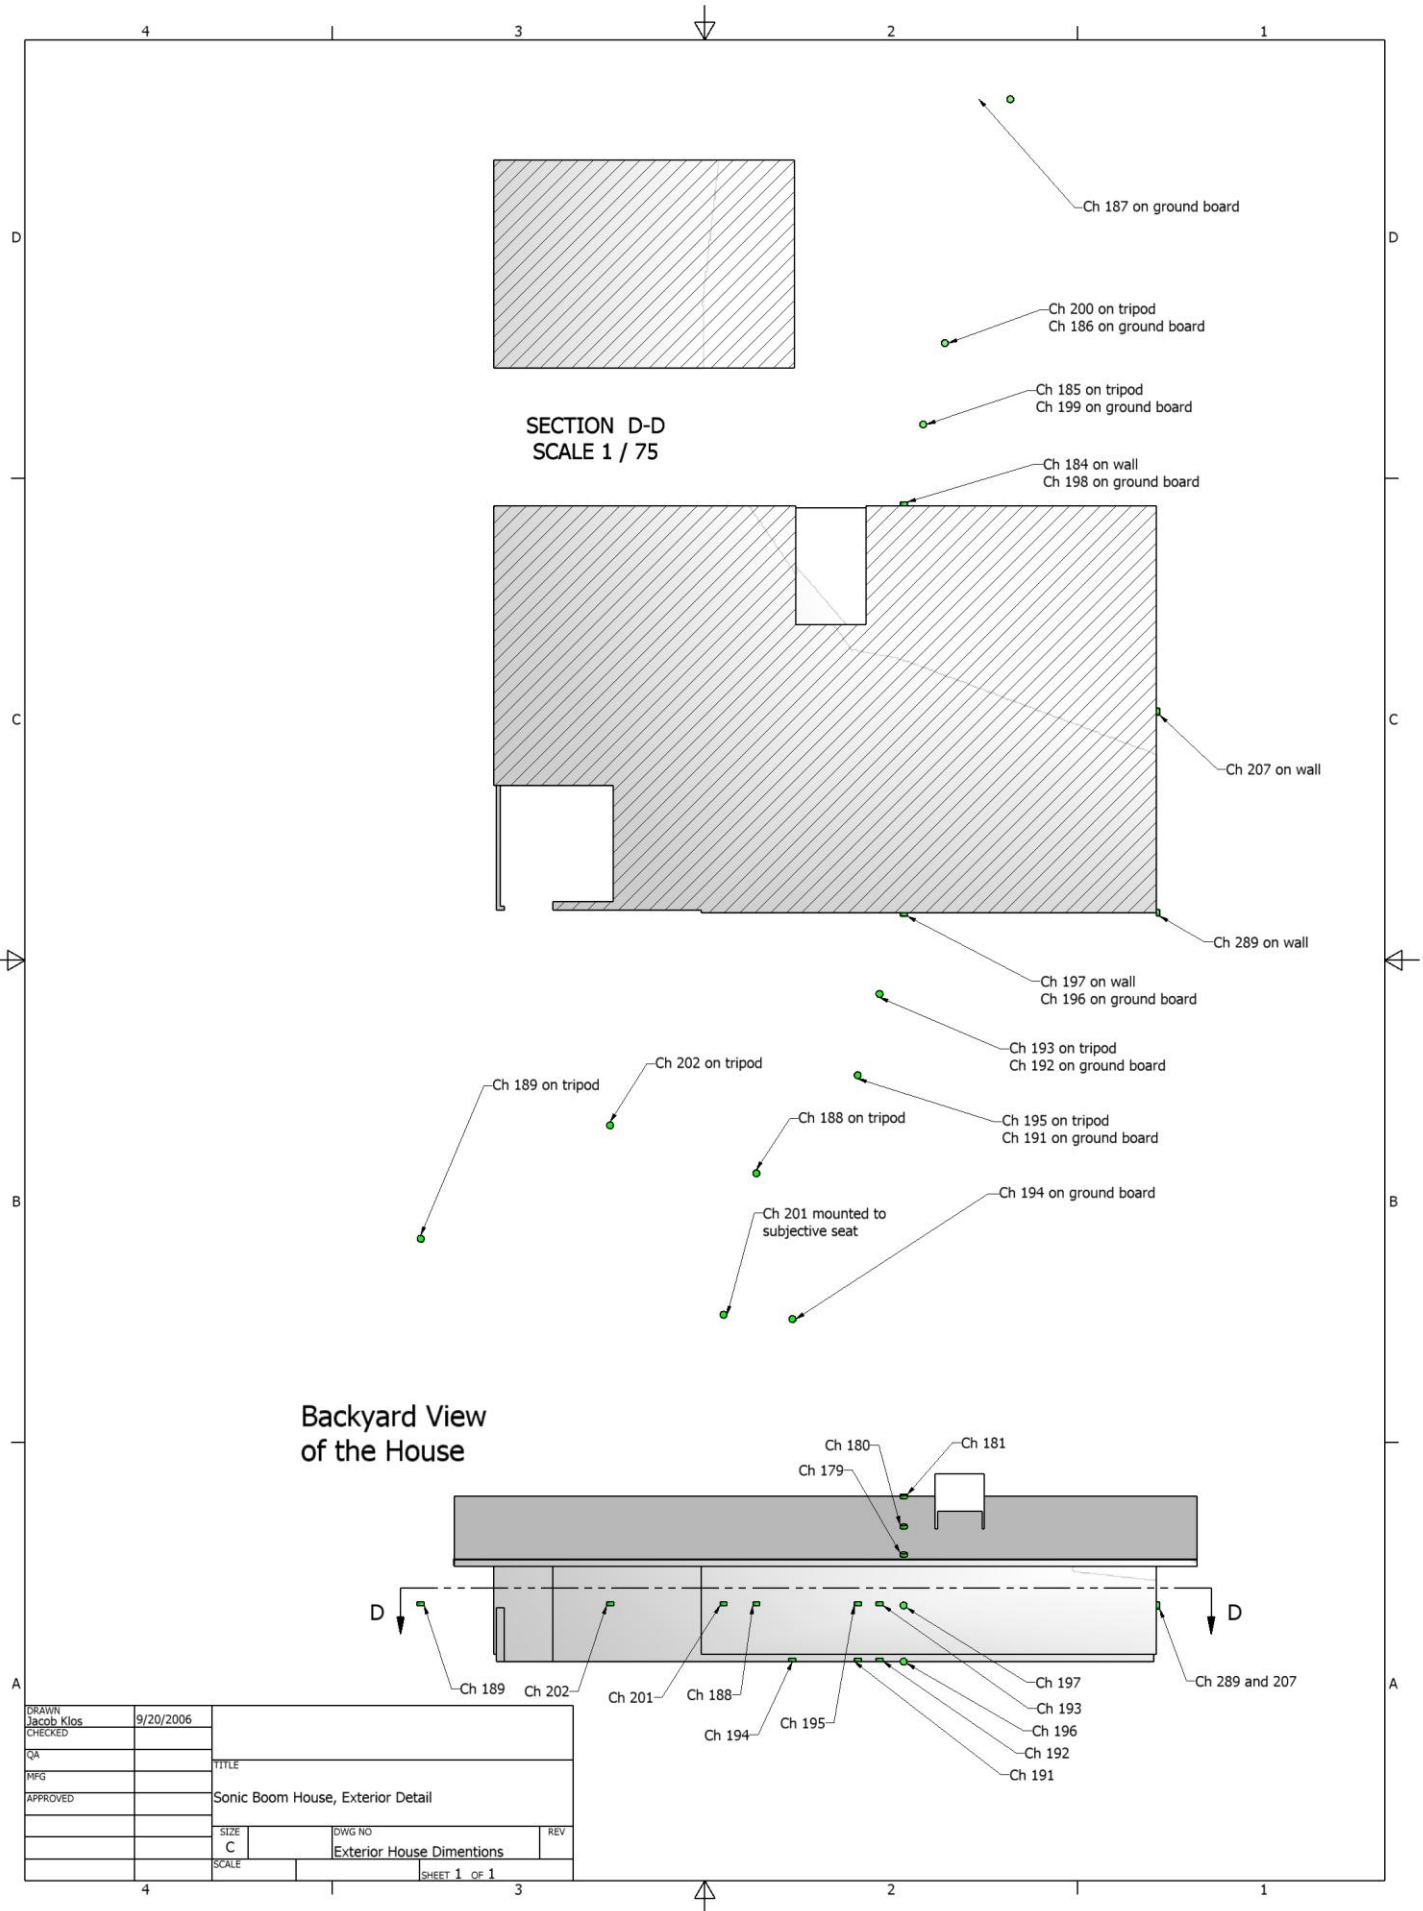 4
3
2
1
Ch 187 on ground board
D
D
Ch 200 on tripod
Ch 186 on ground board
Ch 185 on tripod
Ch 199 on ground board
SECTION D-D
SCALE 1 / 75
Ch 184 on wall
Ch 198 on ground board
C
C
Ch 207 on wall
Ch 289 on wall
Ch 197 on wall
Ch 196 on ground board
Ch 193 on tripod
Ch 192 on ground board
Ch 202 on tripod
Ch 189 on tripod
Ch 188 on tripod
Ch 195 on tripod
Ch 191 on ground board
B
B
Ch 194 on ground board
Ch 201 mounted to
subjective seat
Backyard View
of the House
Ch 180
Ch 181
Ch 179
D
D
A
A
Ch 189
Ch 202
Ch 201
Ch 188
Ch 194
Ch 195
Ch 197
Ch 289 and 207
Ch 193
Ch 196
Ch 192
Ch 191
DRAWN
Jacob Klos
9/20/2006
CHECKED
QA
MFG
APPROVED
TITLE
Sonic Boom House, Exterior Detail
SIZE
C
DWG NO
Exterior House Dimentions
REV
SCALE
SHEET 1 OF 1
4
3
2
1